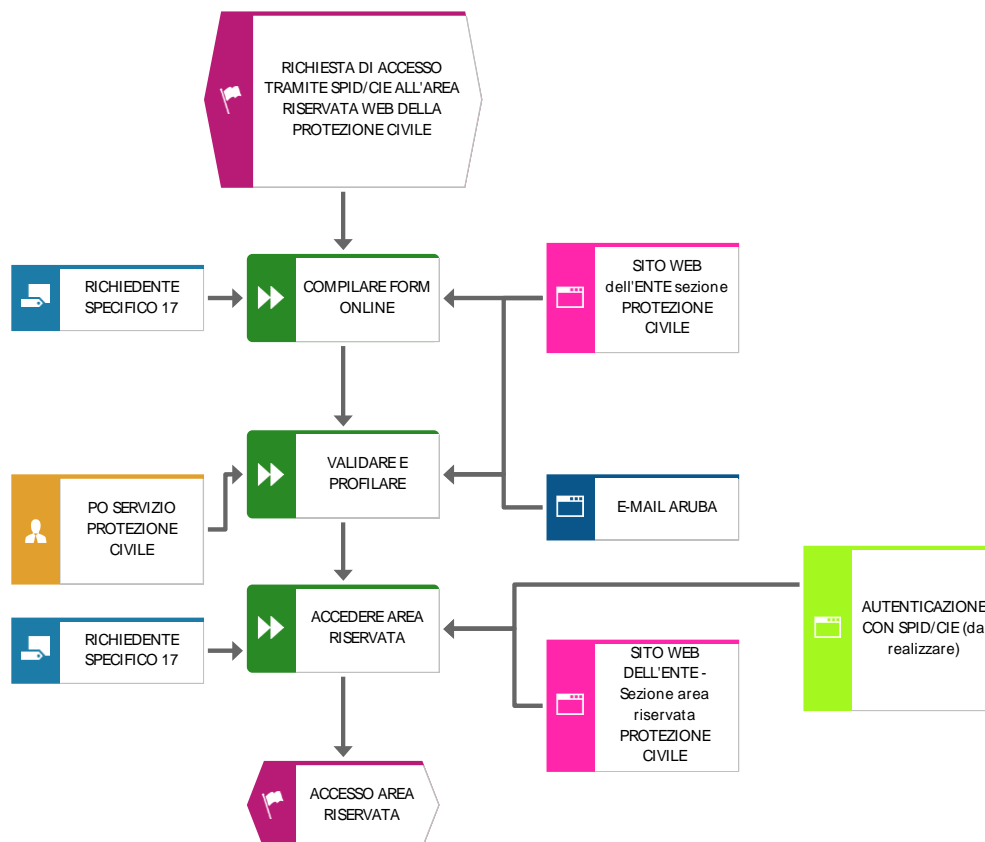 RICHIESTA DI ACCESSO
TRAMITE SPID/CIE ALL'AREA
RISERVATA WEB DELLA
PROTEZIONE CIVILE
RICHIEDENTE
SPECIFICO 17
COMPILARE FORM
ONLINE
SITO WEB
dell'ENTE sezione
PROTEZIONE
CIVILE
VALIDARE E
PROFILARE
PO SERVIZIO
PROTEZIONE
CIVILE
E-MAIL ARUBA
AUTENTICAZIONE
CON SPID/CIE (da
realizzare)
RICHIEDENTE
SPECIFICO 17
ACCEDERE AREA
RISERVATA
SITO WEB
DELL'ENTE -
Sezione area
riservata
PROTEZIONE
CIVILE
ACCESSO AREA
RISERVATA